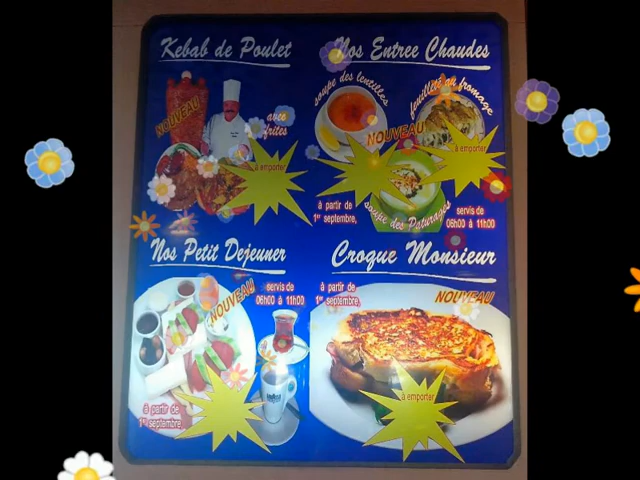 Kebab de Poulet
NOUVEAU
avec
frites
à emporter
Nos Entree Chaudes
soupe des lentilles
feuilleté au fromage
NOUVEAU
à emporter
soupe des Paturages
à partir de
1er septembre,
servis de
06h00 à 11h00
Nos Petit Dejeuner
NOUVEAU
servis de
06h00 à 11h00
à partir de
1er septembre,
Croque Monsieur
à partir de
1er septembre,
NOUVEAU
à emporter